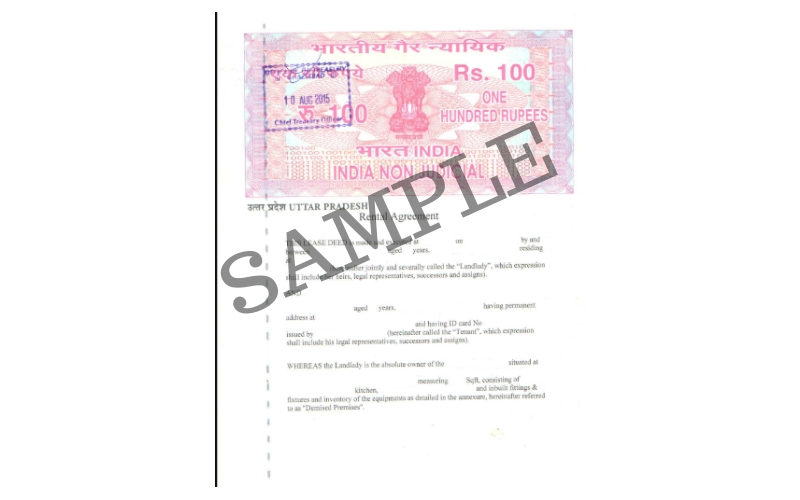 भारतीय गैर न्यायिक
Rs. 100
10 AUG 2015
रु. 100
ONE
HUNDRED RUPEES
Chief Treasury Officer
भारत INDIA
INDIA NON JUDICIAL
SAMPLE
उत्तर प्रदेश UTTAR PRADESH
Rental Agreement
THIS LEASE DEED is made and executed at on by and
between aged years, residing
at
jointly and severally called the "Landlady", which expression
shall include her heirs, legal representatives, successors and assigns).
AND
aged years, having permanent
address at
and having ID card No
issued by (hereinafter called the "Tenant", which expression
shall include his legal representatives, successors and assigns).
WHEREAS the Landlady is the absolute owner of the situated at
measuring Sqft, consisting of
kitchen, and inbuilt fittings &
fixtures and inventory of the equipments as detailed in the annexure, hereinafter referred
to as "Demised Premises".